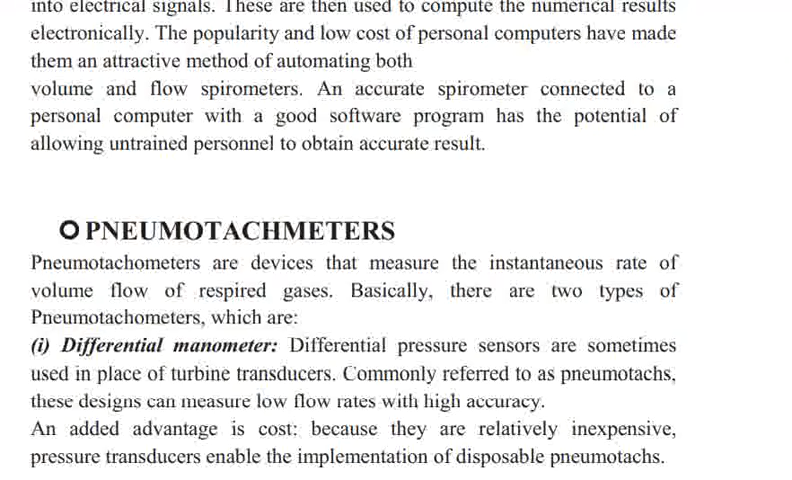 into electrical signals. These are then used to compute the numerical results
electronically. The popularity and low cost of personal computers have made
them an attractive method of automating both
volume and flow spirometers. An accurate spirometer connected to a
personal computer with a good software program has the potential of
allowing untrained personnel to obtain accurate result.
PNEUMOTACHMETERS
Pneumotachometers are devices that measure the instantaneous rate of
volume flow of respired gases. Basically, there are two types of
Pneumotachometers, which are:
(i) Differential manometer: Differential pressure sensors are sometimes
used in place of turbine transducers. Commonly referred to as pneumotachs,
these designs can measure low flow rates with high accuracy.
An added advantage is cost: because they are relatively inexpensive,
pressure transducers enable the implementation of disposable pneumotachs.